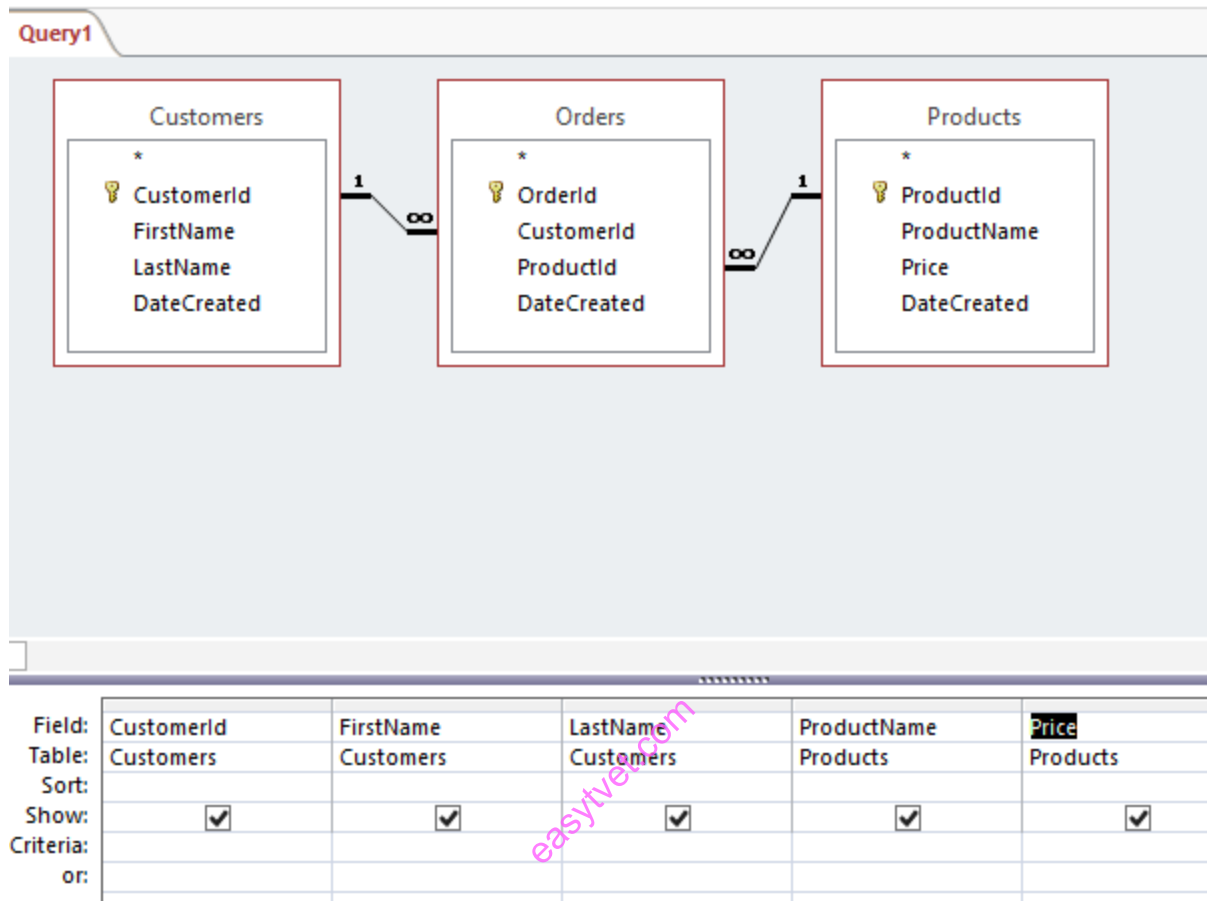 Query1
Customers
*
CustomerId
FirstName
LastName
DateCreated
1
∞
Orders
*
OrderId
CustomerId
ProductId
DateCreated
∞
1
Products
*
ProductId
ProductName
Price
DateCreated
Field: CustomerId FirstName LastName ProductName Price
Table: Customers Customers Customers Products Products
Sort:
Show:
Criteria:
or:
easytvet.com